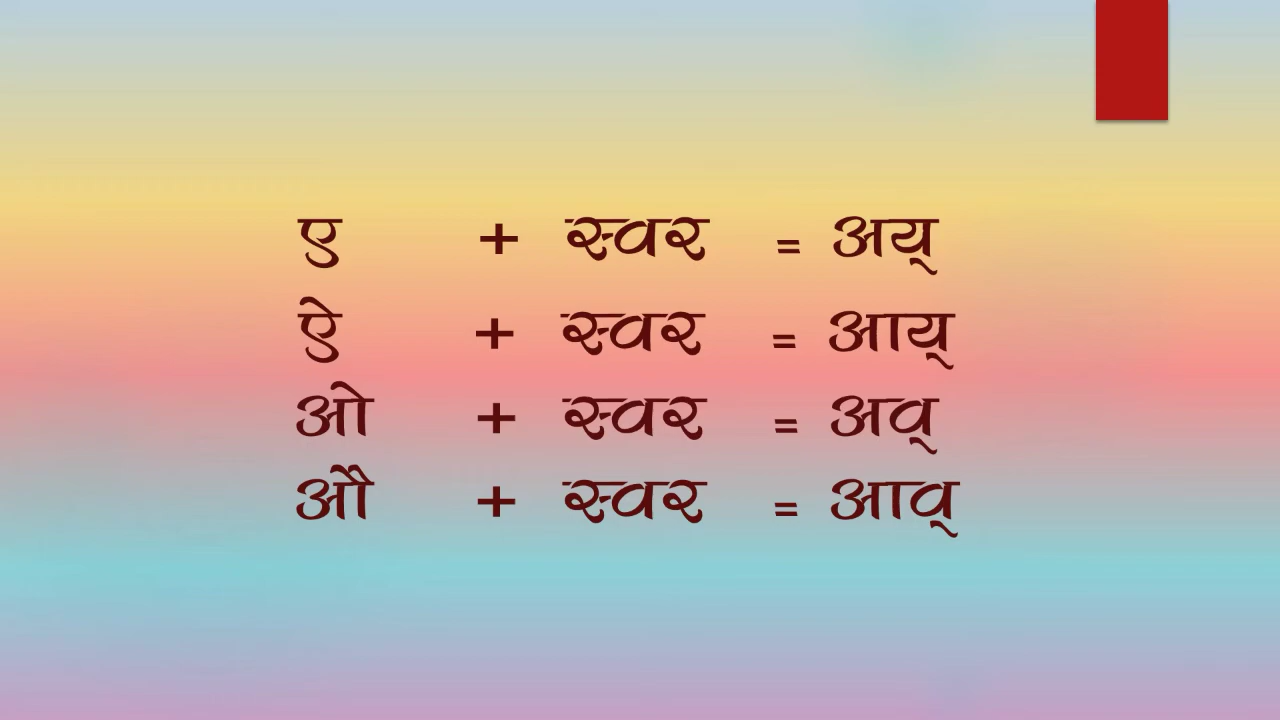 ए + स्वर = अय्
ऐ + स्वर = आय्
ओ + स्वर = अव्
औ + स्वर = आव्